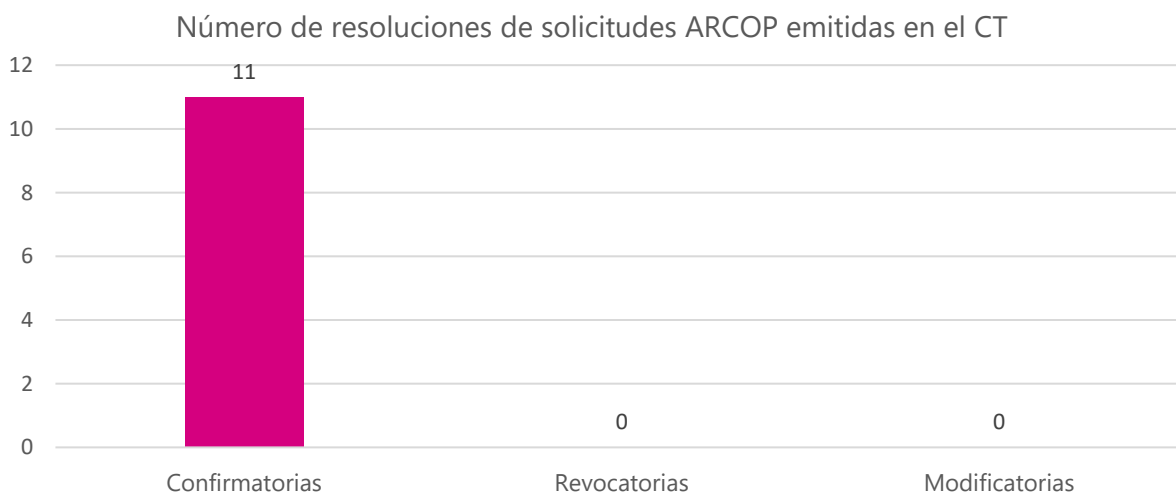 Número de resoluciones de solicitudes ARCOP emitidas en el CT
12
11
10
8
6
4
2
0
0
0
Confirmatorias
Revocatorias
Modificatorias